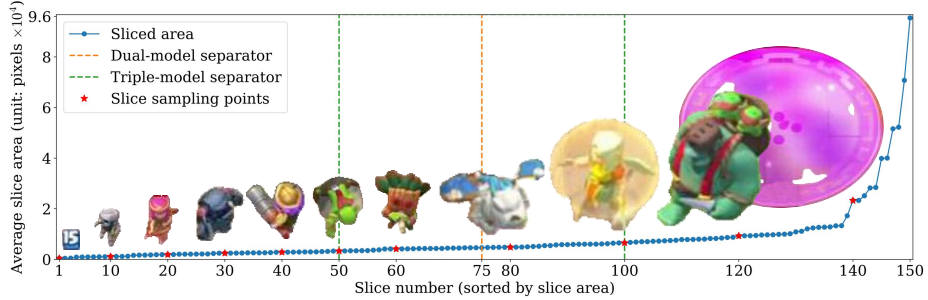 Average slice area (unit: pixels ×10⁴)
9.6
8
6
4
2
0
Sliced area
Dual-model separator
Triple-model separator
Slice sampling points
15
1 10 20 30 40 50 60 75 80 100 120 140 150
Slice number (sorted by slice area)